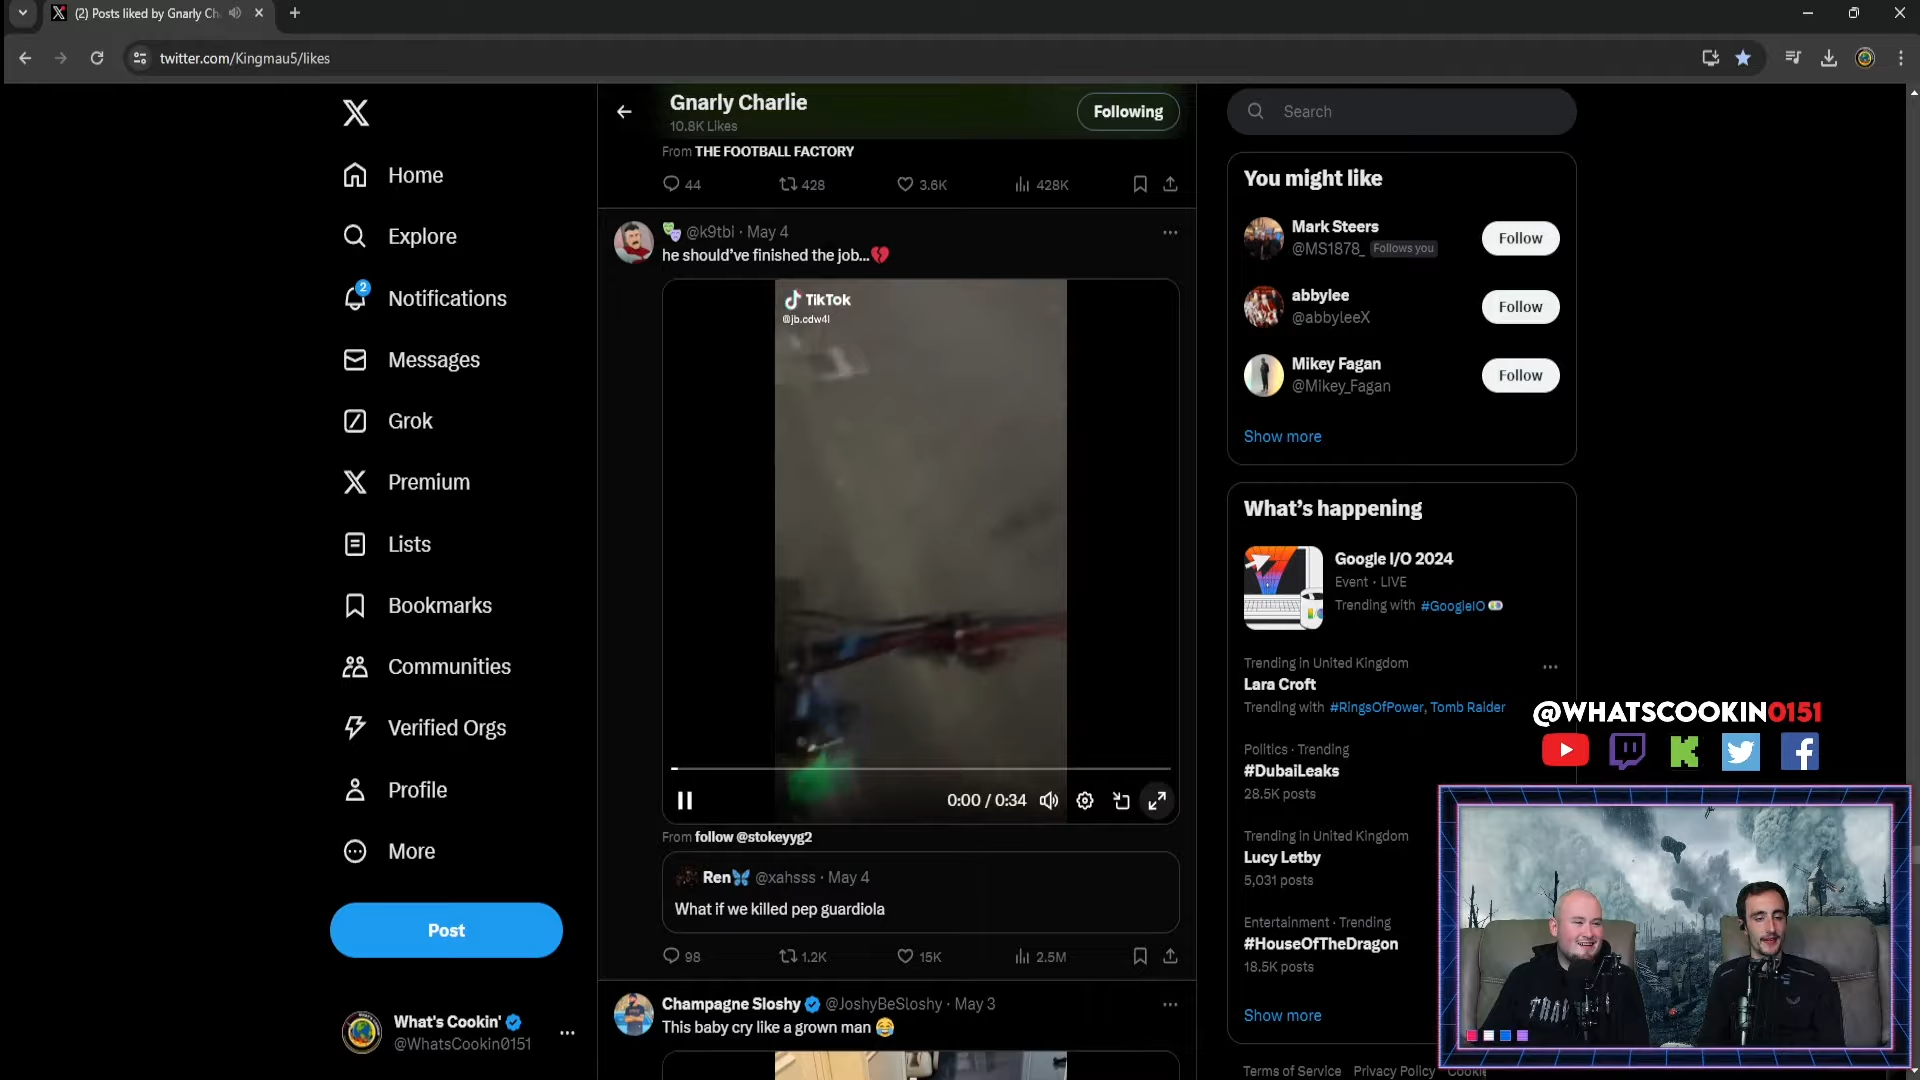 (2) Posts liked by Gnarly Ch
twitter.com/Kingmau5/likes
Home
Explore
2
Notifications
Messages
Grok
Premium
Lists
Bookmarks
Communities
Verified Orgs
Profile
More
Post
What's Cookin'
@WhatsCookin0151
Gnarly Charlie
10.8K Likes
Following
From THE FOOTBALL FACTORY
44 428 3.6K 428K
@k9tbi · May 4
he should've finished the job...
TikTok
@jb.cdw4l
0:00 / 0:34
From follow @stokeyyg2
Ren @xahsss · May 4
What if we killed pep guardiola
98 1.2K 15K 2.5M
Champagne Sloshy @JoshyBeSloshy · May 3
This baby cry like a grown man
Search
You might like
Mark Steers
@MS1878_ Follows you
Follow
abbylee
@abbyleeX
Follow
Mikey Fagan
@Mikey_Fagan
Follow
Show more
What's happening
Google I/O 2024
Event · LIVE
Trending with #GoogleIO
Trending in United Kingdom
Lara Croft
Trending with #RingsOfPower, Tomb Raider
Politics · Trending
#DubaiLeaks
28.5K posts
Trending in United Kingdom
Lucy Letby
5,031 posts
Entertainment · Trending
#HouseOfTheDragon
18.5K posts
Show more
Terms of Service Privacy Policy
@WHATSCOOKIN0151